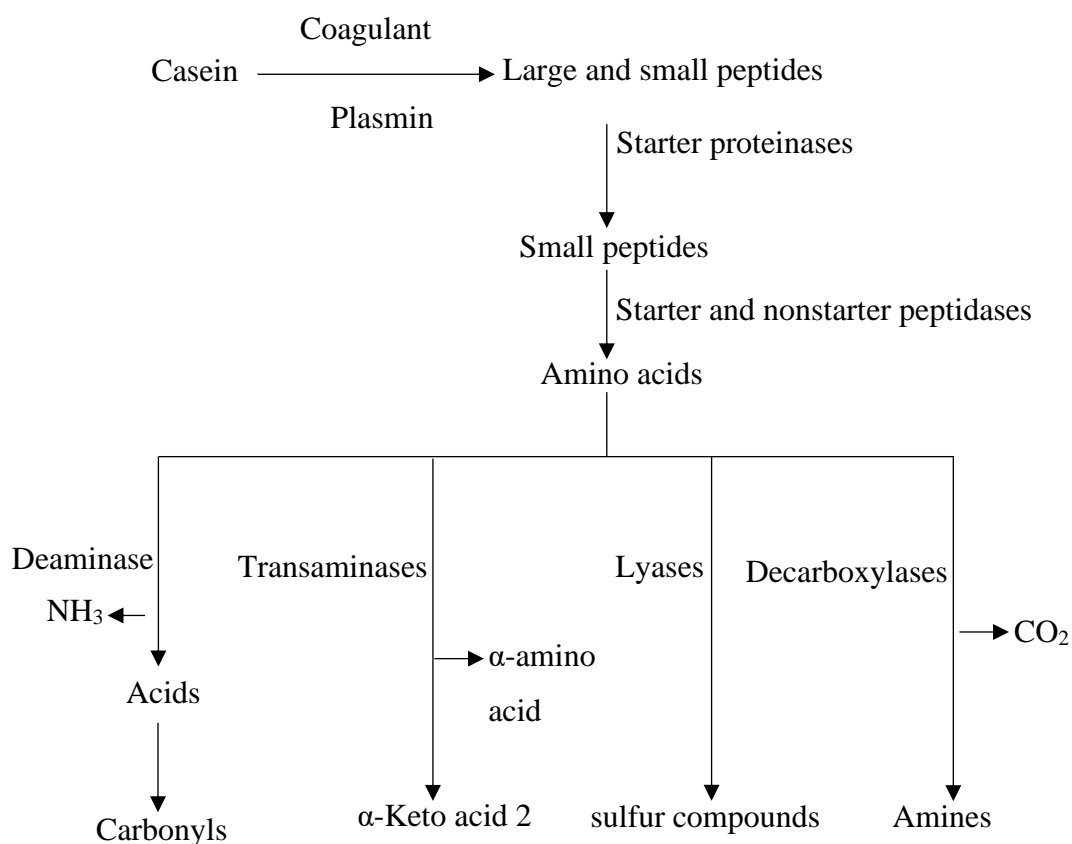 Coagulant
Casein
Large and small peptides
Plasmin
Starter proteinases
Small peptides
Starter and nonstarter peptidases
Amino acids
Deaminase
Transaminases
Lyases
Decarboxylases
NH₃
CO₂
α-amino
acid
Acids
Carbonyls
α-Keto acid 2
sulfur compounds
Amines